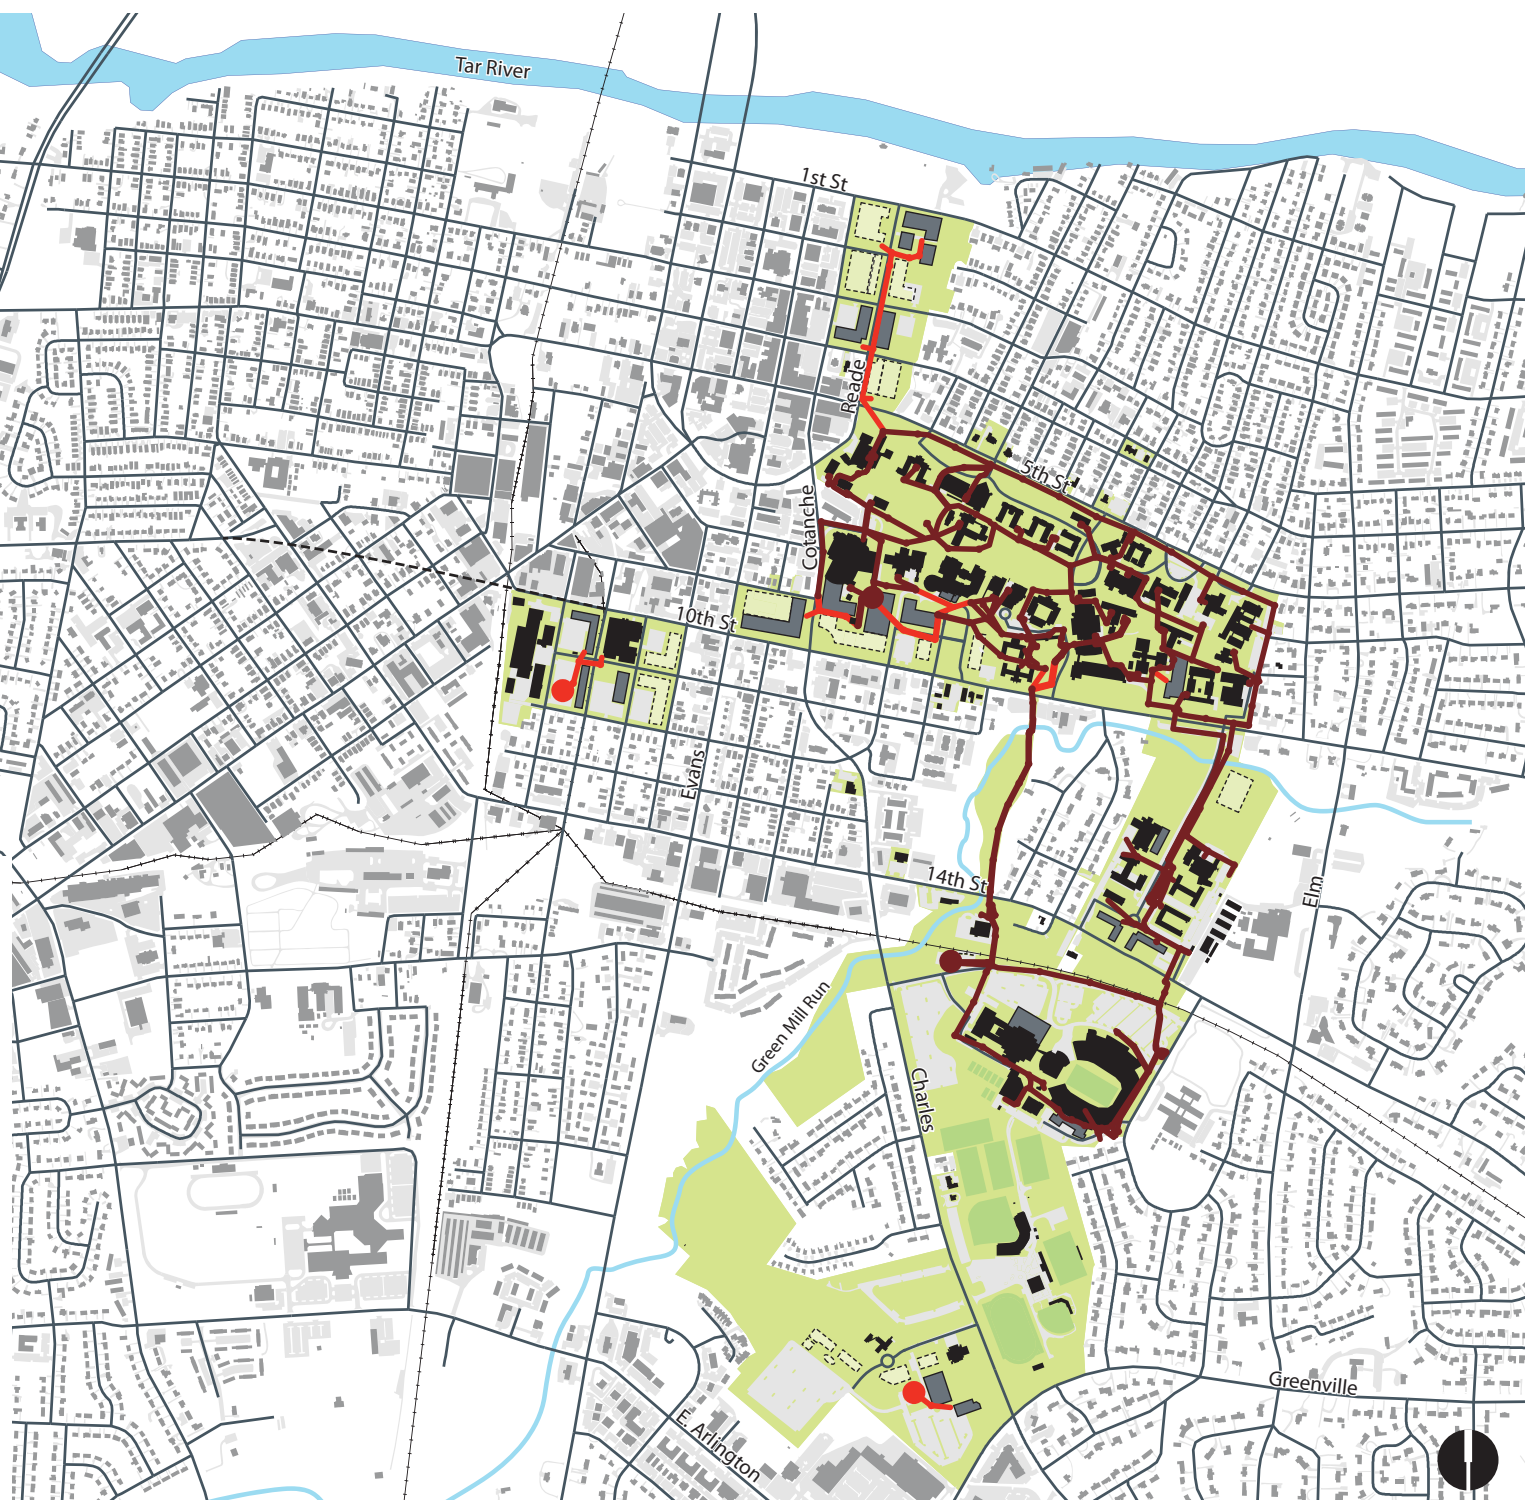 Tar River
1st St
Reade
5th St
Cotanche
10th St
Evans
14th St
Elm
Green Mill Run
Charles
Greenville
E. Arlington